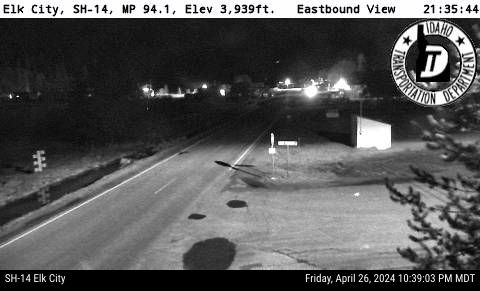 Elk City, SH-14, MP 94.1, Elev 3,939ft. Eastbound View 21:35:44
IDAHO
TRANSPORTATION DEPARTMENT
SH-14 Elk City Friday, April 26, 2024 10:39:03 PM MDT